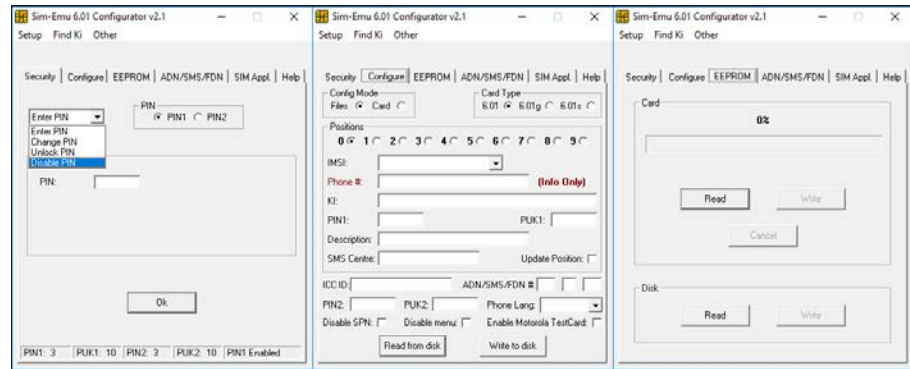 Sim-Emu 6.01 Configurator v2.1
Setup Find Ki Other
Security Configure EEPROM ADN/SMS/FDN SIM Appl. Help
Enter PIN
Enter PIN
Change PIN
Unlock PIN
Disable PIN
PIN
PIN1 PIN2
PIN:
Ok
PIN1: 3 PUK1: 10 PIN2: 3 PUK2: 10 PIN1 Enabled
Sim-Emu 6.01 Configurator v2.1
Setup Find Ki Other
Security Configure EEPROM ADN/SMS/FDN SIM Appl. Help
Config Mode
Files Card
Card Type
6.01 6.01g 6.01s
Positions
0 1 2 3 4 5 6 7 8 9
IMSI:
Phone #: (Info Only)
KI:
PIN1: PUK1:
Description:
SMS Centre: Update Position:
ICC ID: ADN/SMS/FDN #:
PIN2: PUK2: Phone Lang:
Disable SPN: Disable menu: Enable Motorola TestCard:
Read from disk Write to disk
Sim-Emu 6.01 Configurator v2.1
Setup Find Ki Other
Security Configure EEPROM ADN/SMS/FDN SIM Appl. Help
Card
0%
Read Write
Cancel
Disk
Read Write